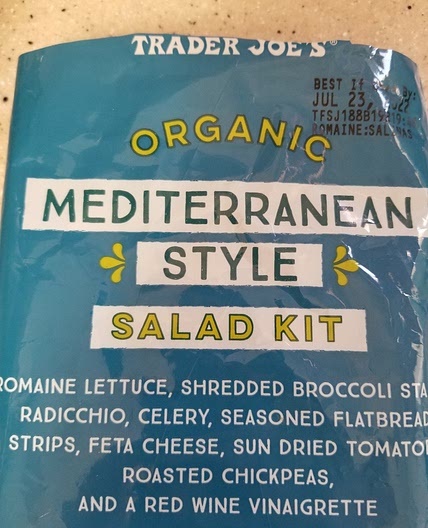 TRADER JOE'S®
BEST If
JUL 23,
ORGANIC
MEDITERRANEAN
STYLE
SALAD KIT
ROMAINE LETTUCE, SHREDDED BROCCOLI
RADICCHIO, CELERY, SEASONED FLATBREAD
STRIPS, FETA CHEESE, SUN DRIED
ROASTED CHICKPEAS,
AND A RED WINE VINAIGRETTE